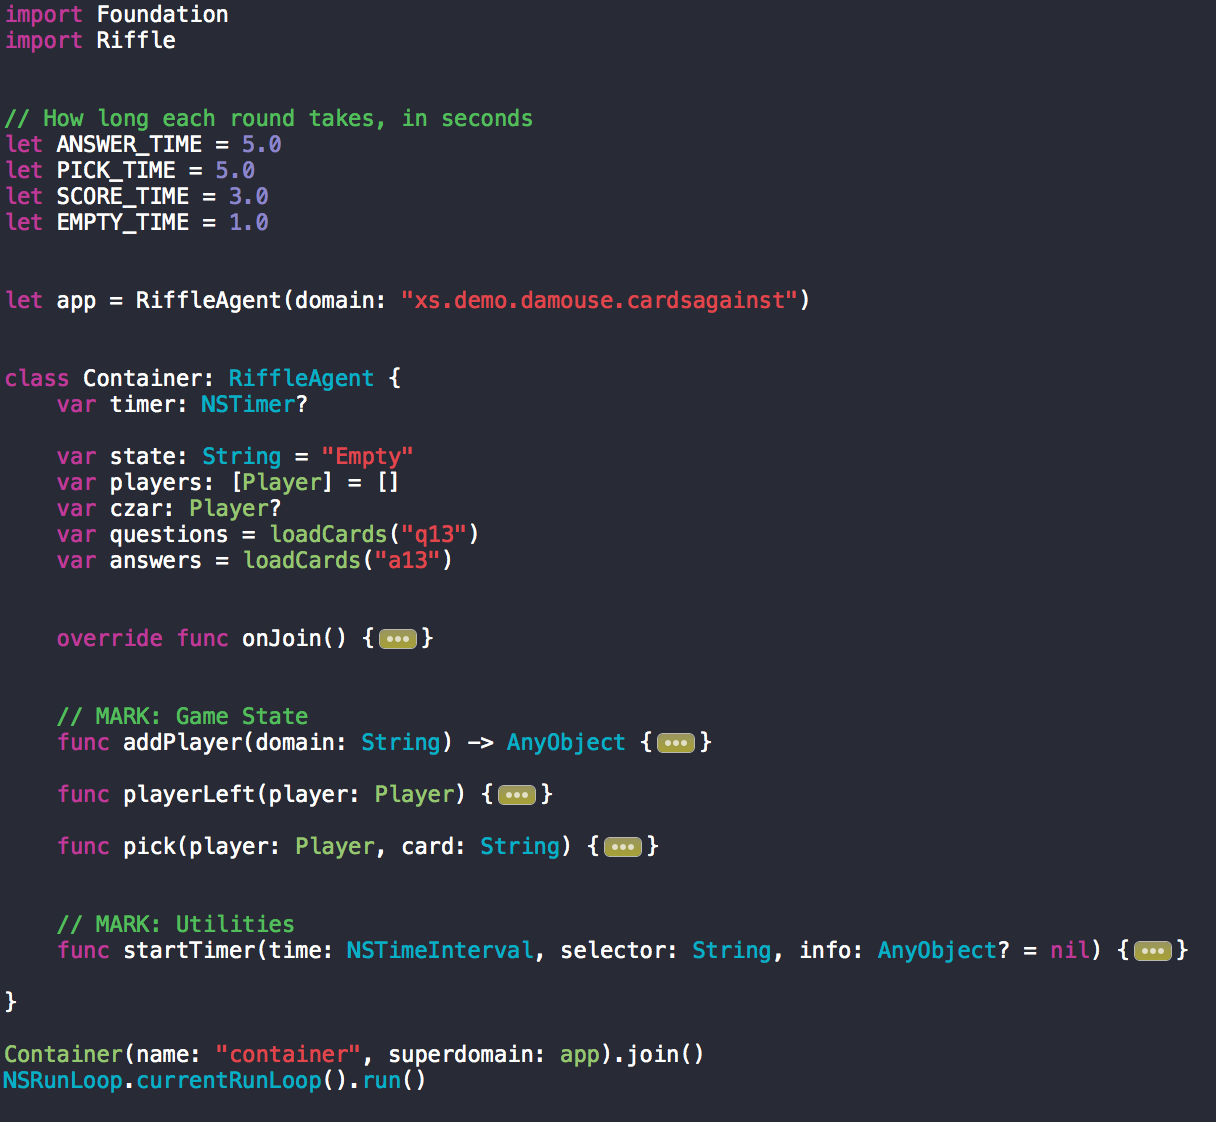 import Foundation
import Riffle
// How long each round takes, in seconds
let ANSWER_TIME = 5.0
let PICK_TIME = 5.0
let SCORE_TIME = 3.0
let EMPTY_TIME = 1.0
let app = RiffleAgent(domain: "xs.demo.damouse.cardsagainst")
class Container: RiffleAgent {
    var timer: NSTimer?
    var state: String = "Empty"
    var players: [Player] = []
    var czar: Player?
    var questions = loadCards("q13")
    var answers = loadCards("a13")
    override func onJoin() {•••}
    // MARK: Game State
    func addPlayer(domain: String) -> AnyObject {•••}
    func playerLeft(player: Player) {•••}
    func pick(player: Player, card: String) {•••}
    // MARK: Utilities
    func startTimer(time: NSTimeInterval, selector: String, info: AnyObject? = nil) {•••}
}
Container(name: "container", superdomain: app).join()
NSRunLoop.currentRunLoop().run()